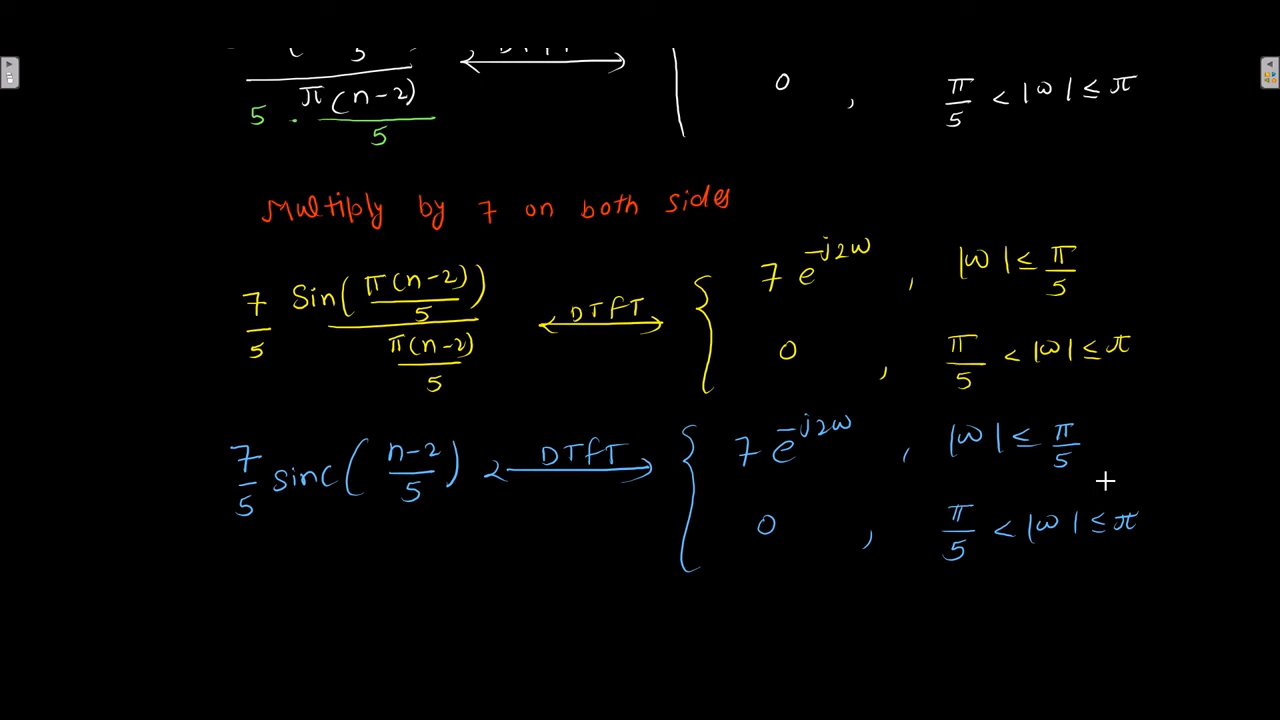 π(n-2)
5 · ──── 5
0 , π/5 < |ω| ≤ π
Multiply by 7 on both sides
7/5 Sin(π(n-2)/5) / (π(n-2)/5) ⟷ DTFT { 7 e^{-j2ω} , |ω| ≤ π/5
0 , π/5 < |ω| ≤ π
7/5 sinc((n-2)/5) ⟷ DTFT { 7 e^{-j2ω} , |ω| ≤ π/5
0 , π/5 < |ω| ≤ π